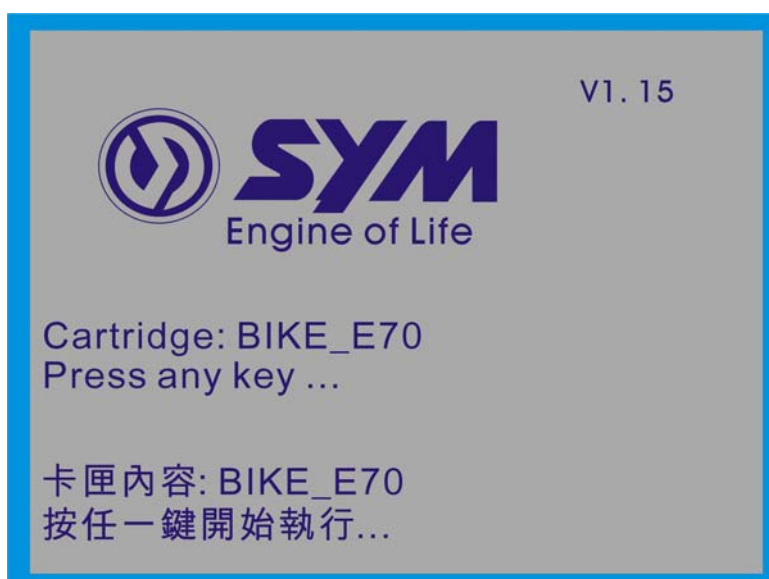 V1.15
SYM
Engine of Life
Cartridge: BIKE_E70
Press any key ...
卡匣內容: BIKE_E70
按任一鍵開始執行...